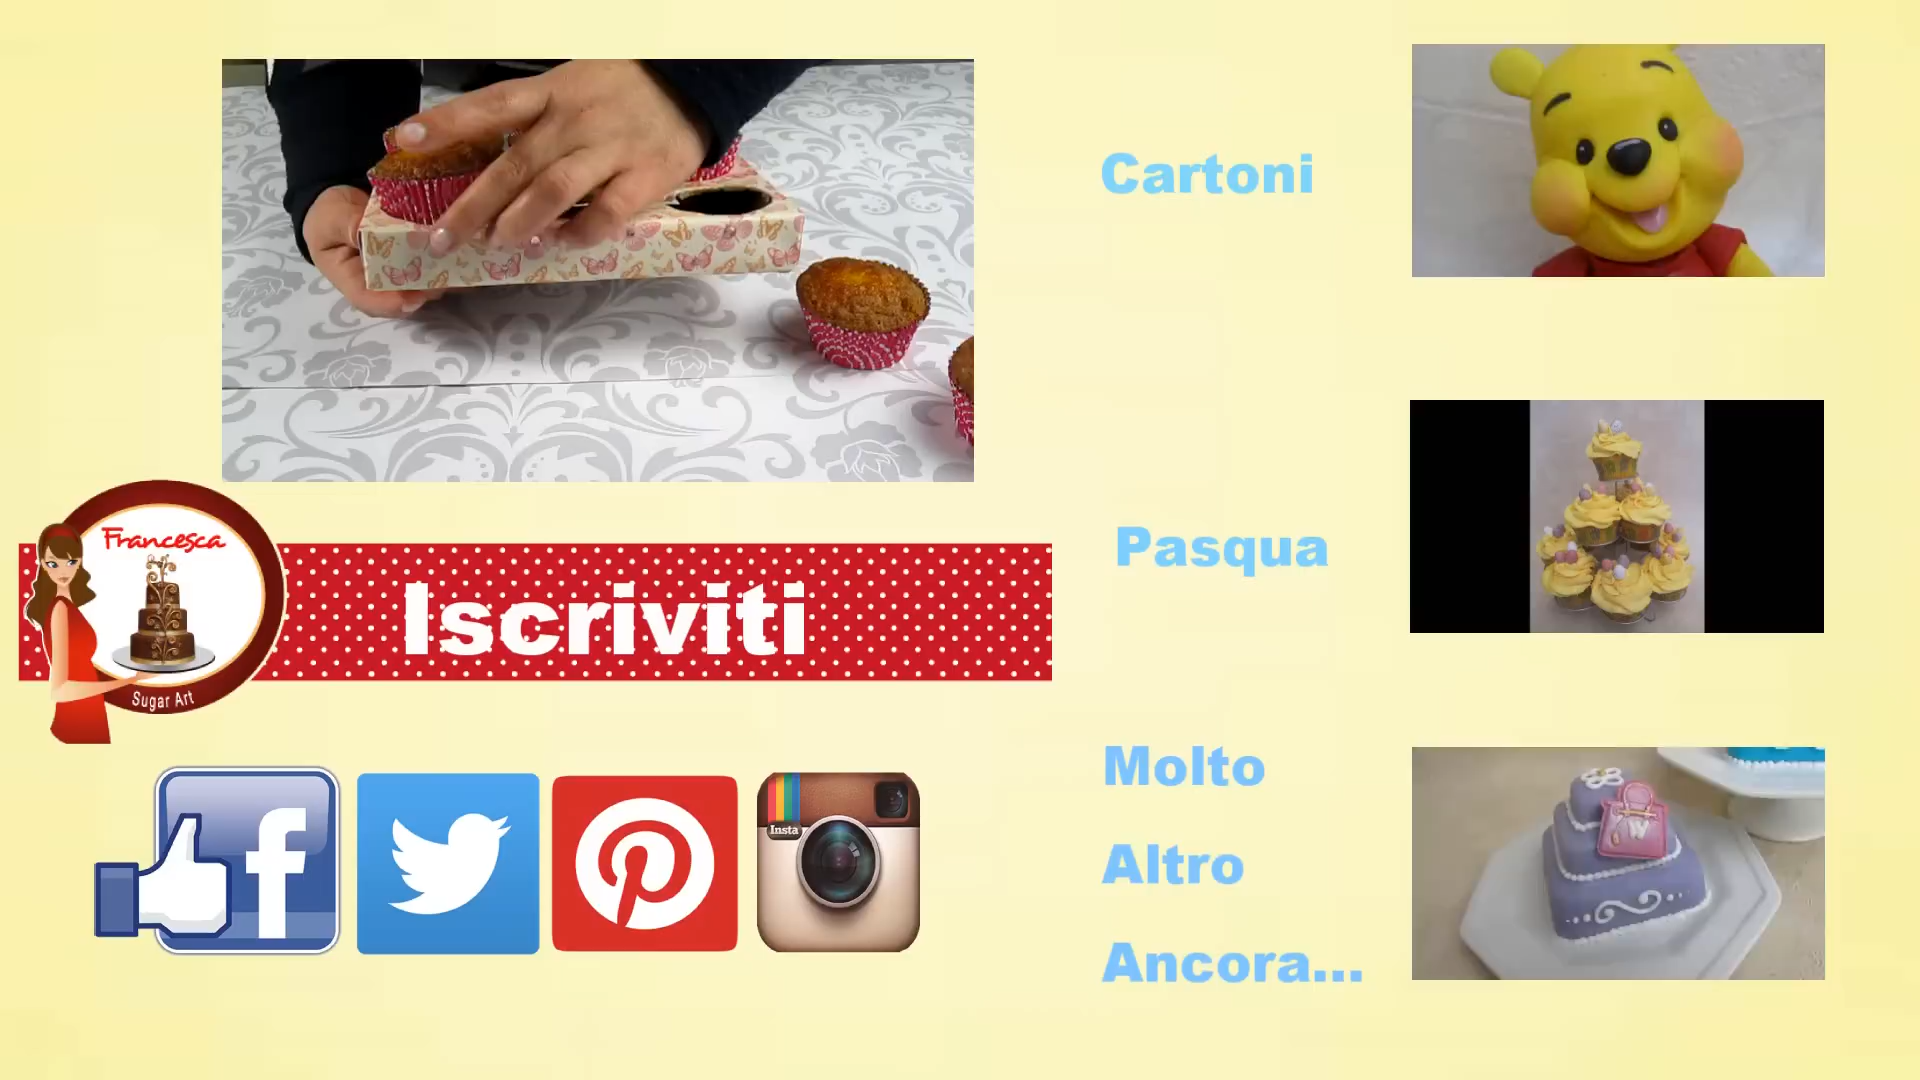 Cartoni
Francesca
Sugar Art
Iscriviti
Pasqua
Insta
Molto
Altro
Ancora...
W